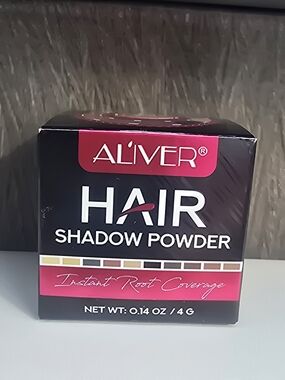 ALIVER®
HAIR
SHADOW POWDER
Instant Root Coverage
NET WT: 0.14 OZ / 4 G